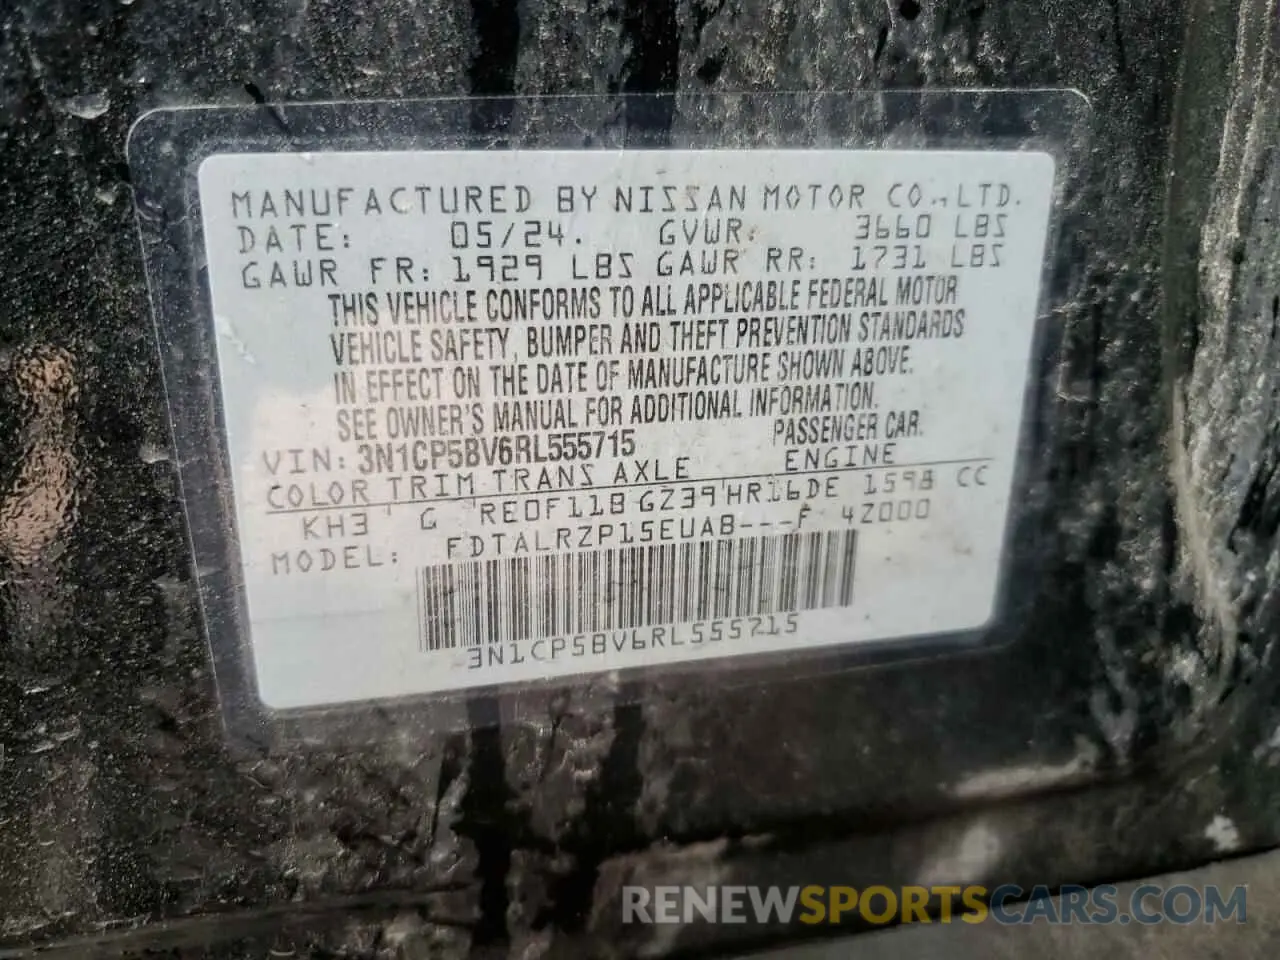 MANUFACTURED BY NISSAN MOTOR CO.,LTD.
DATE: 05/24. GVWR: 3660 LBS
GAWR FR: 1929 LBS GAWR RR: 1731 LBS
THIS VEHICLE CONFORMS TO ALL APPLICABLE FEDERAL MOTOR
VEHICLE SAFETY, BUMPER AND THEFT PREVENTION STANDARDS
IN EFFECT ON THE DATE OF MANUFACTURE SHOWN ABOVE.
SEE OWNER'S MANUAL FOR ADDITIONAL INFORMATION.
VIN: 3N1CP5BV6RL555715 PASSENGER CAR.
COLOR TRIM TRANS AXLE ENGINE
KH3 G RE0F11B GZ39 HR16DE 1598 CC
MODEL: FDTALRZP15EUAB---F 4Z000
3N1CP5BV6RL555715
RENEWSPORTSCARS.COM